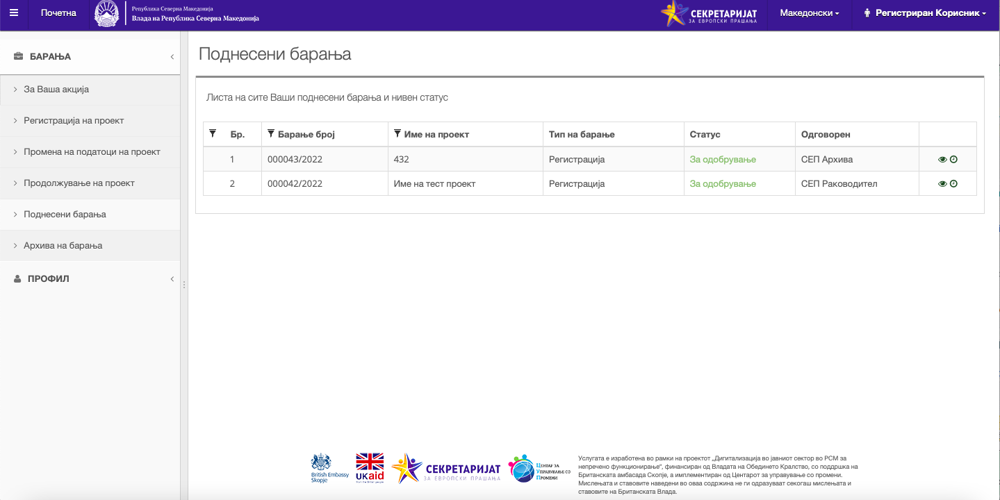 Почетна
Република Северна Македонија
Влада на Република Северна Македонија
СЕКРЕТАРИЈАТ
ЗА ЕВРОПСКИ ПРАШАЊА
Македонски
Регистриран Корисник
БАРАЊА
За Ваша акција
Регистрација на проект
Промена на податоци на проект
Продолжување на проект
Поднесени барања
Архива на барања
ПРОФИЛ
Поднесени барања
Листа на сите Ваши поднесени барања и нивен статус
Бр. Барање број Име на проект Тип на барање Статус Одговорен
1 000043/2022 432 Регистрација За одобрување СЕП Архива
2 000042/2022 Име на тест проект Регистрација За одобрување СЕП Раководител
British Embassy
Skopje
UKaid
from the British people
СЕКРЕТАРИЈАТ
ЗА ЕВРОПСКИ ПРАШАЊА
Центар за
Управување со
Промени
Услугата е изработена во рамки на проектот „Дигитализација во јавниот сектор во РСМ за
непречено функционирање“, финансиран од Владата на Обединето Кралство, со поддршка на
Британската амбасада Скопје, а имплементиран од Центарот за управување со промени.
Мислењата и ставовите наведени во оваа содржина не ги одразуваат секогаш мислењата и
ставовите на Британската Влада.